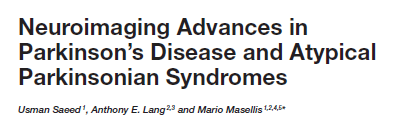 Neuroimaging Advances in
Parkinson's Disease and Atypical
Parkinsonian Syndromes
Usman Saeed¹, Anthony E. Lang²,³ and Mario Masellis¹,²,⁴,⁵*